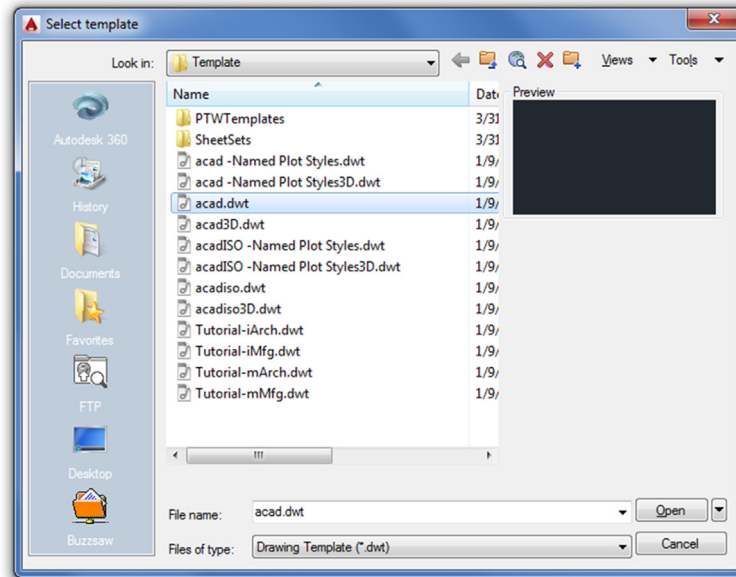 Select template
Look in: Template Views Tools
Name Date Preview
PTWTemplates 3/31
SheetSets 3/31
acad -Named Plot Styles.dwt 1/9/
acad -Named Plot Styles3D.dwt 1/9/
acad.dwt 1/9/
acad3D.dwt 1/9/
acadISO -Named Plot Styles.dwt 1/9/
acadISO -Named Plot Styles3D.dwt 1/9/
acadiso.dwt 1/9/
acadiso3D.dwt 1/9/
Tutorial-iArch.dwt 1/9/
Tutorial-iMfg.dwt 1/9/
Tutorial-mArch.dwt 1/9/
Tutorial-mMfg.dwt 1/9/
Autodesk 360
History
Documents
Favorites
FTP
Desktop
Buzzsaw
File name: acad.dwt Open
Files of type: Drawing Template (*.dwt) Cancel